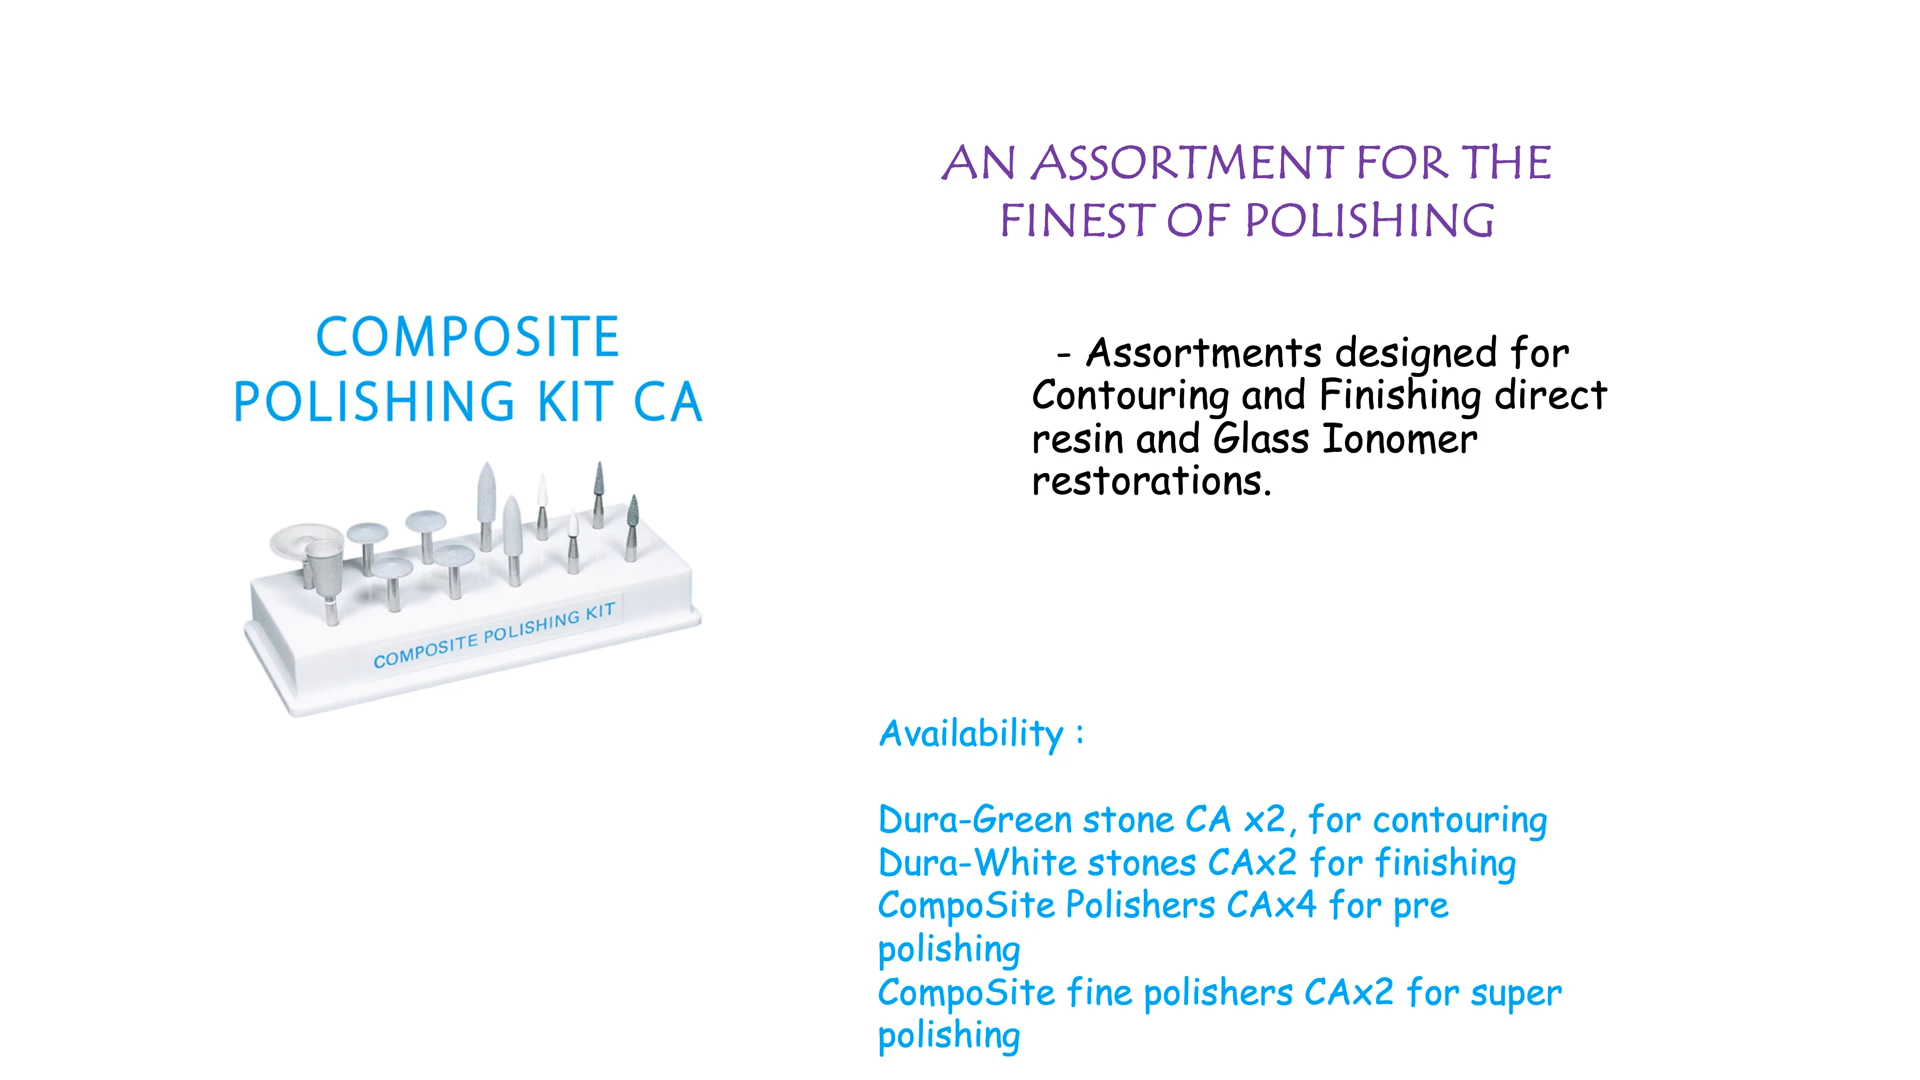 COMPOSITE
POLISHING KIT CA
COMPOSITE POLISHING KIT
AN ASSORTMENT FOR THE
FINEST OF POLISHING
- Assortments designed for
Contouring and Finishing direct
resin and Glass Ionomer
restorations.
Availability :
Dura-Green stone CA x2, for contouring
Dura-White stones CAx2 for finishing
CompoSite Polishers CAx4 for pre
polishing
CompoSite fine polishers CAx2 for super
polishing